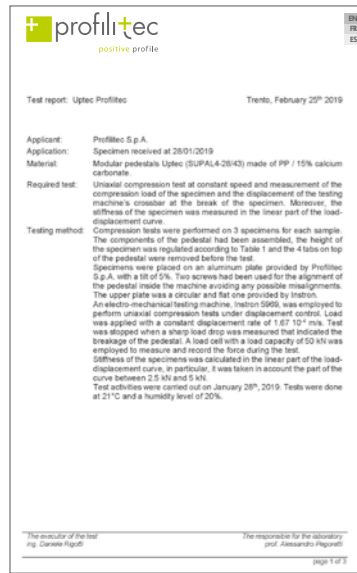 profilitec
positive profile
EN
FR
ES
Test report: Uptec Profilitec Trento, February 25th 2019
Applicant: Profilitec S.p.A.
Application: Specimen received at 28/01/2019
Material: Modular pedestals Uptec (SUPAL4-28/43) made of PP / 15% calcium
carbonate.
Required test: Uniaxial compression test at constant speed and measurement of the
compression load of the specimen and the displacement of the testing
machine's crossbar at the break of the specimen. Moreover, the
stiffness of the specimen was measured in the linear part of the load-
displacement curve.
Testing method: Compression tests were performed on 3 specimens for each sample.
The components of the pedestal had been assembled, the height of
the specimen was regulated according to Table 1 and the 4 tabs on top
of the pedestal were removed before the test.
Specimens were placed on an aluminum plate provided by Profilitec
S.p.A. with a tilt of 5%. Two screws had been used for the alignment of
the pedestal inside the machine avoiding any possible misalignments.
The upper plate was a circular and flat one provided by Instron.
An electro-mechanical testing machine, Instron 5969, was employed to
perform uniaxial compression tests under displacement control. Load
was applied with a constant displacement rate of 1,67 10-4 m/s. Test
was stopped when a sharp load drop was measured that indicated the
breakage of the pedestal. A load cell with a load capacity of 50 kN was
employed to measure and record the force during the test.
Stiffness of the specimens was calculated in the linear part of the load-
displacement curve, in particular, it was taken in account the part of the
curve between 2.5 kN and 5 kN.
Test activities were carried out on January 28th, 2019. Tests were done
at 21°C and a humidity level of 20%.
The executor of the test The responsible for the laboratory
ing. Daniele Rigotti prof. Alessandro Pegoretti
page 1 of 3